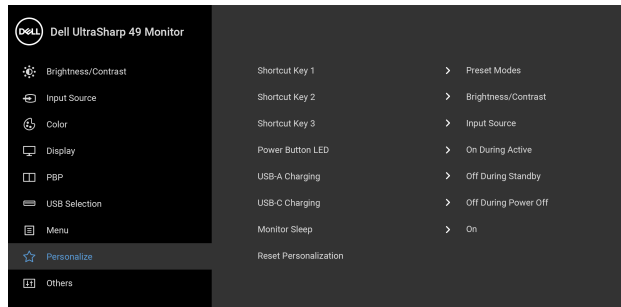 DELL Dell UltraSharp 49 Monitor
Brightness/Contrast Shortcut Key 1 Preset Modes
Input Source Shortcut Key 2 Brightness/Contrast
Color Shortcut Key 3 Input Source
Display Power Button LED On During Active
PBP USB-A Charging Off During Standby
USB Selection USB-C Charging Off During Power Off
Menu Monitor Sleep On
Personalize Reset Personalization
Others